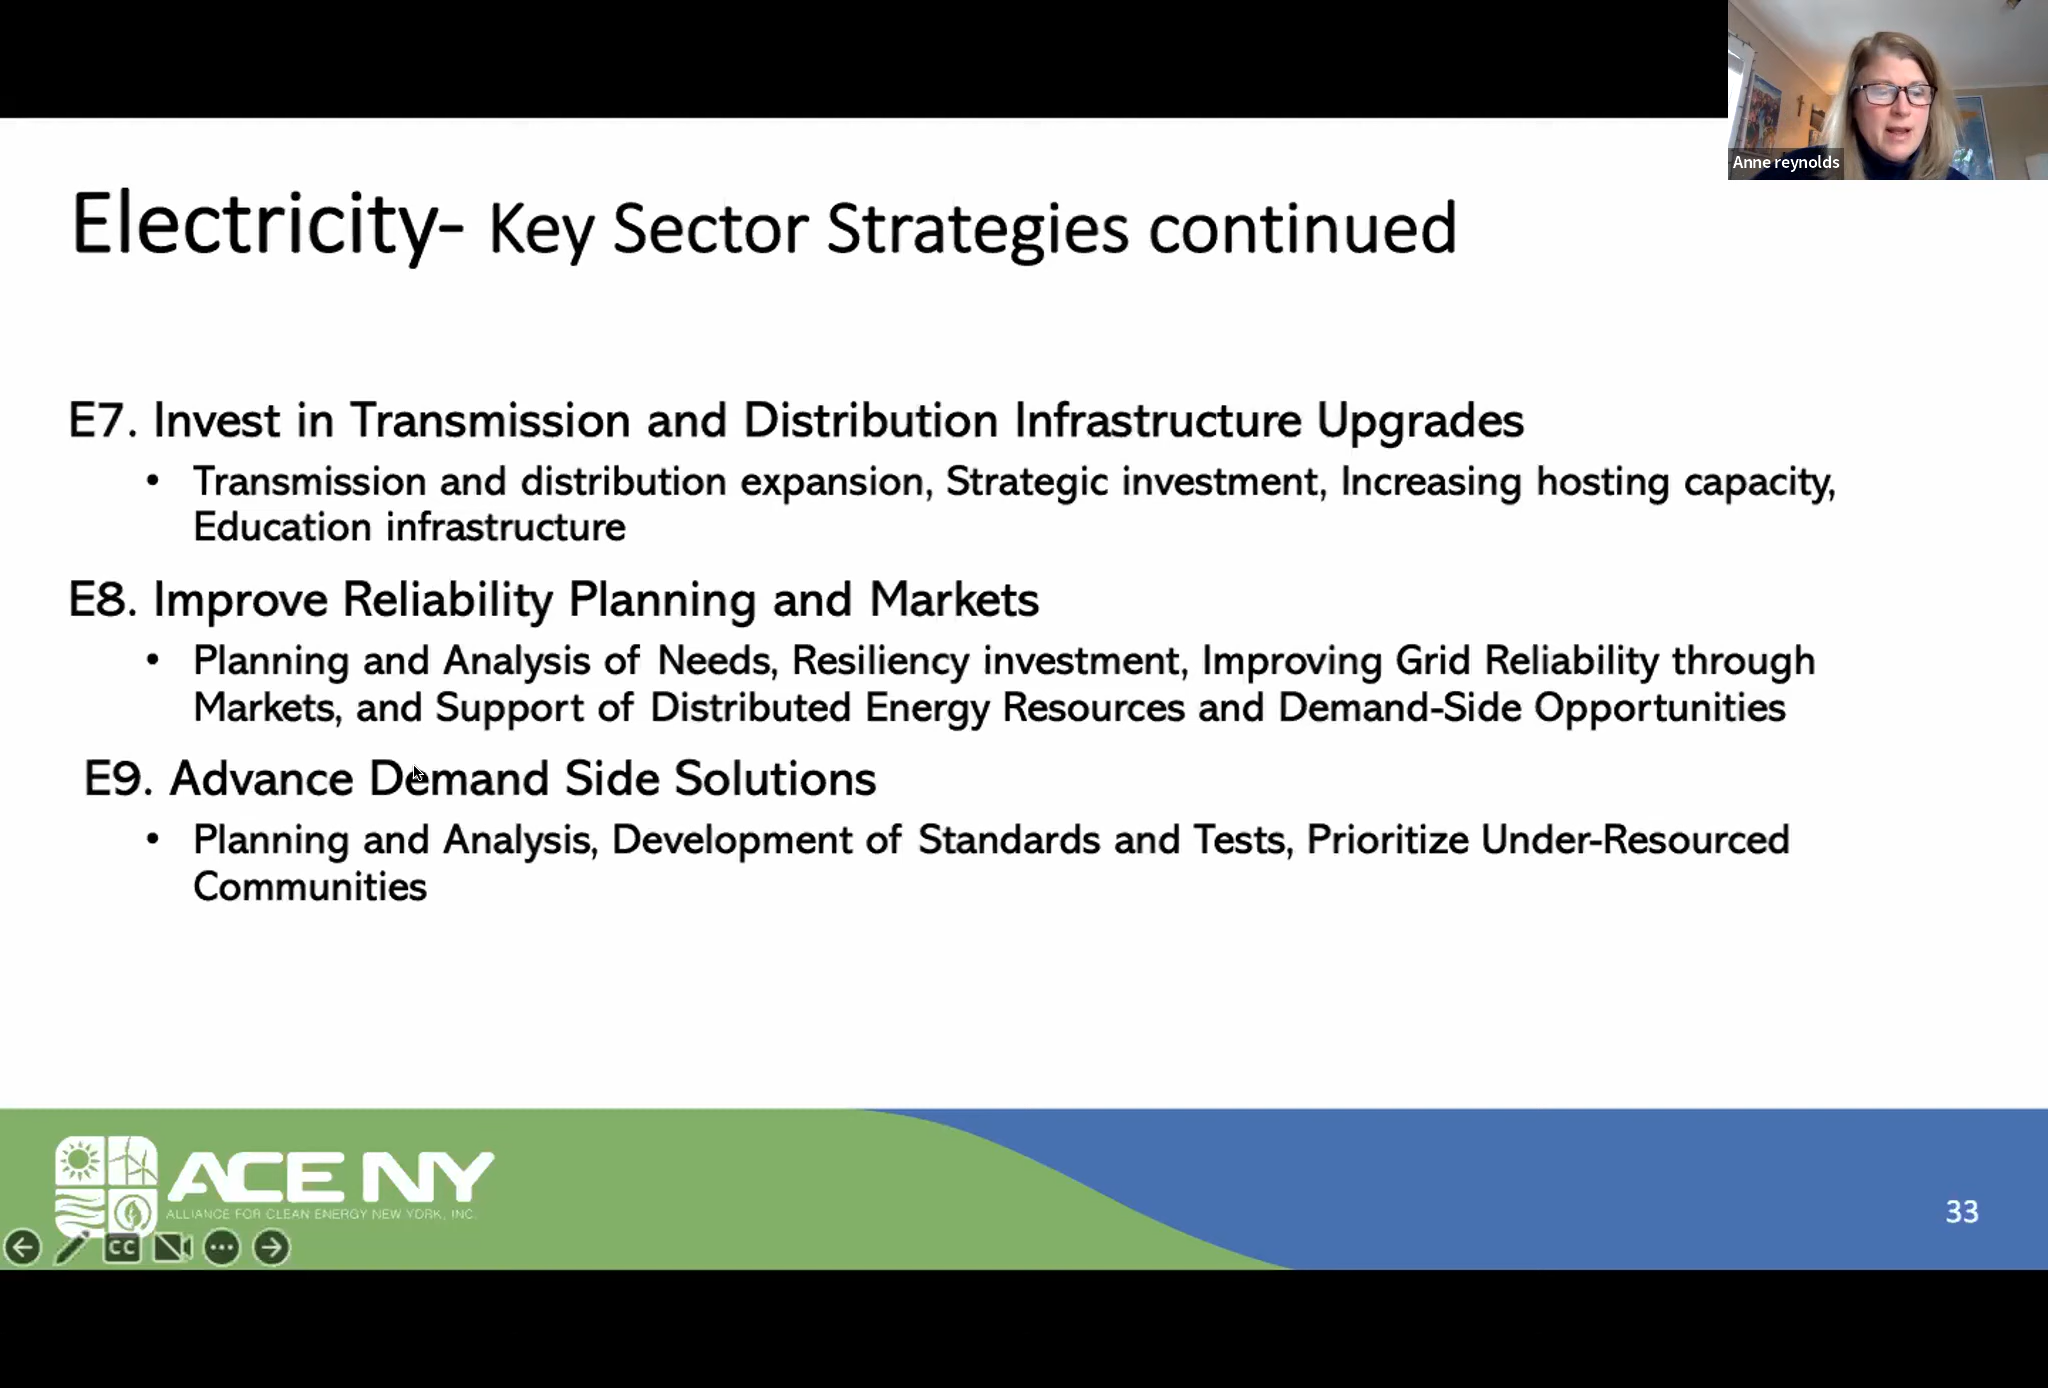 Anne reynolds
Electricity- Key Sector Strategies continued
E7. Invest in Transmission and Distribution Infrastructure Upgrades
• Transmission and distribution expansion, Strategic investment, Increasing hosting capacity,
Education infrastructure
E8. Improve Reliability Planning and Markets
• Planning and Analysis of Needs, Resiliency investment, Improving Grid Reliability through
Markets, and Support of Distributed Energy Resources and Demand-Side Opportunities
E9. Advance Demand Side Solutions
• Planning and Analysis, Development of Standards and Tests, Prioritize Under-Resourced
Communities
ACE NY
ALLIANCE FOR CLEAN ENERGY NEW YORK, INC.
CC
33